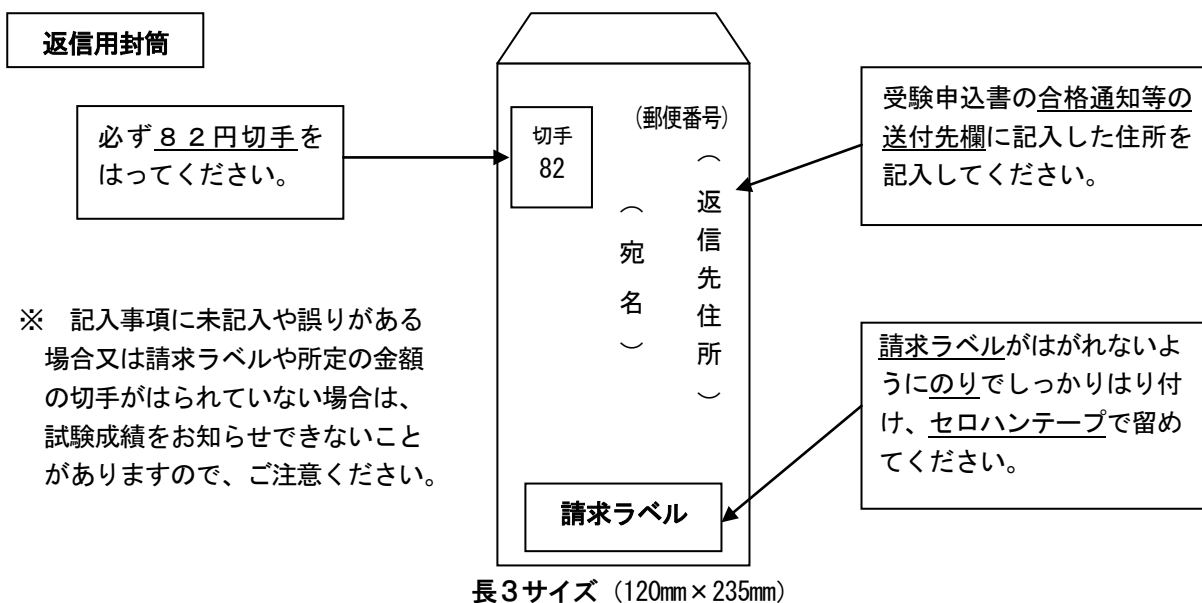 返信用封筒
必ず８２円切手を
はってください。
切手
82
（郵便番号）
（返信先住所）
（宛名）
受験申込書の合格通知等の
送付先欄に記入した住所を
記入してください。
※　記入事項に未記入や誤りがある
場合又は請求ラベルや所定の金額
の切手がはられていない場合は、
試験成績をお知らせできないこと
がありますので、ご注意ください。
請求ラベルがはがれないよ
うにのりでしっかりはり付
け、セロハンテープで留め
てください。
請求ラベル
長３サイズ（120㎜×235㎜）